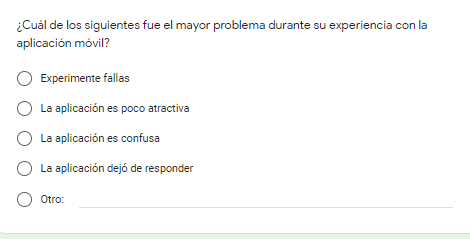 ¿Cuál de los siguientes fue el mayor problema durante su experiencia con la
aplicación móvil?
Experimente fallas
La aplicación es poco atractiva
La aplicación es confusa
La aplicación dejó de responder
Otro: